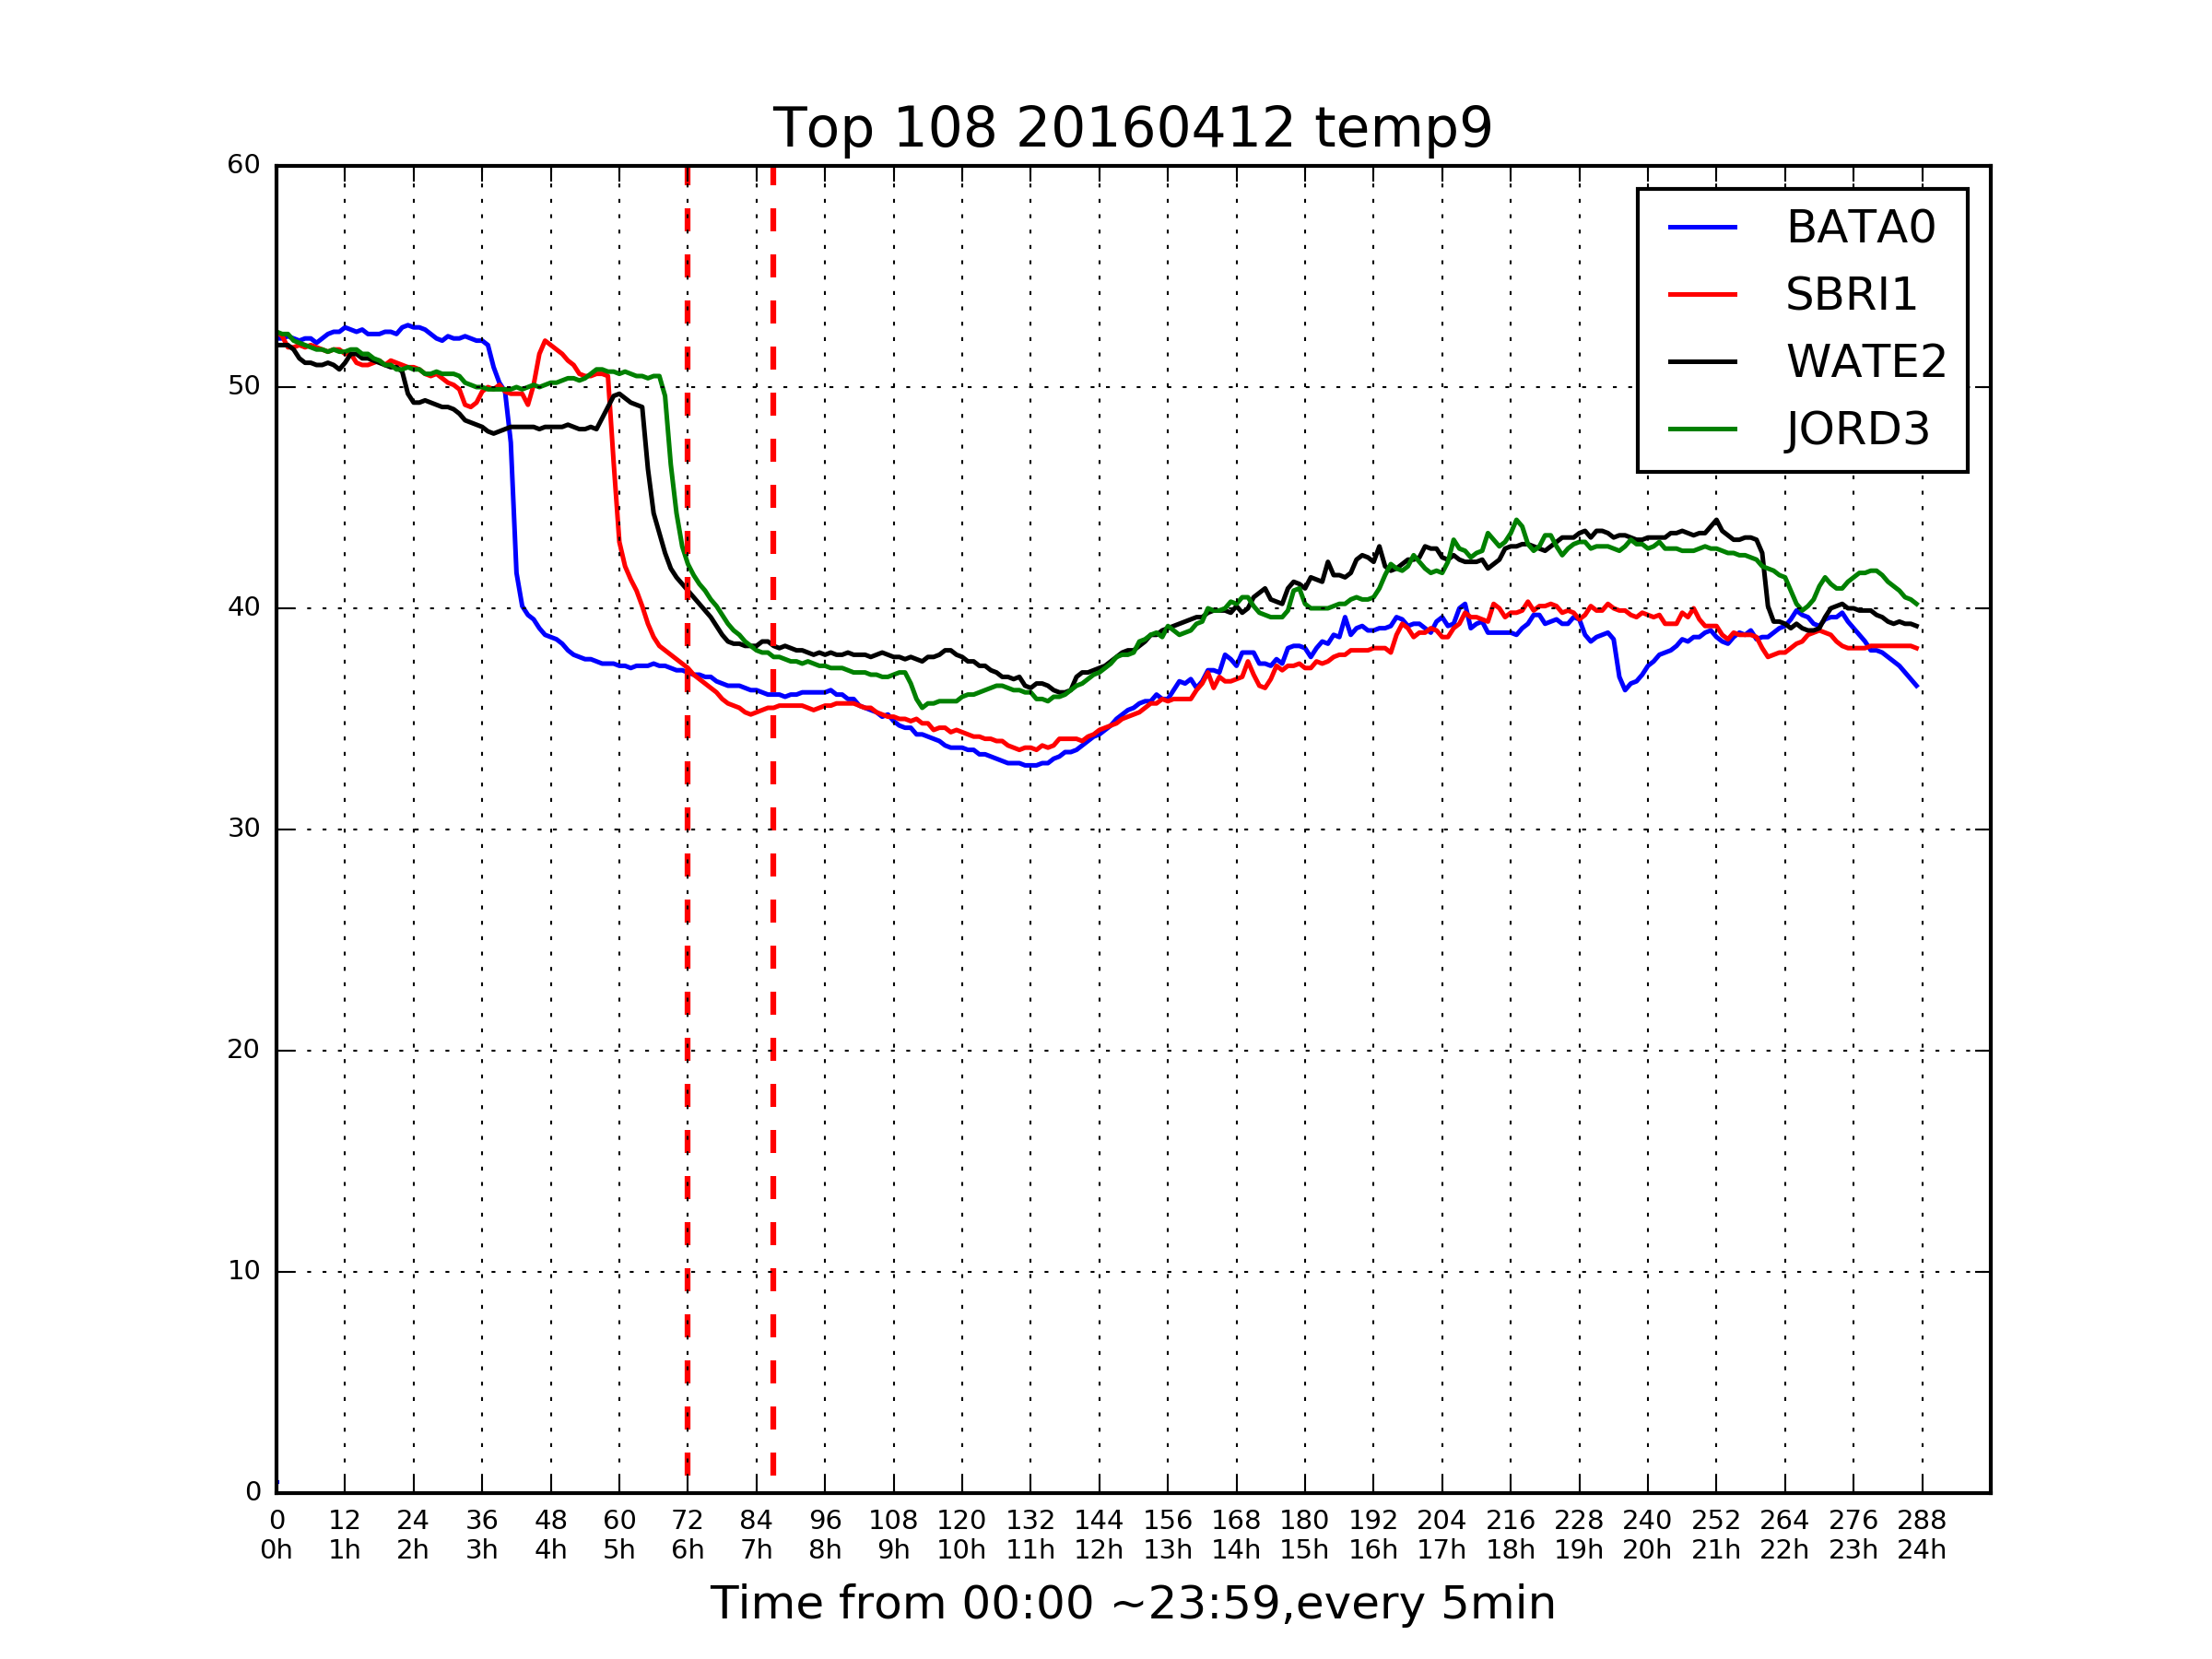 Top 108 20160412 temp9
60
50
40
30
20
10
0
BATA0
SBRI1
WATE2
JORD3
0 12 24 36 48 60 72 84 96 108 120 132 144 156 168 180 192 204 216 228 240 252 264 276 288
0h 1h 2h 3h 4h 5h 6h 7h 8h 9h 10h 11h 12h 13h 14h 15h 16h 17h 18h 19h 20h 21h 22h 23h 24h
Time from 00:00 ~23:59,every 5min